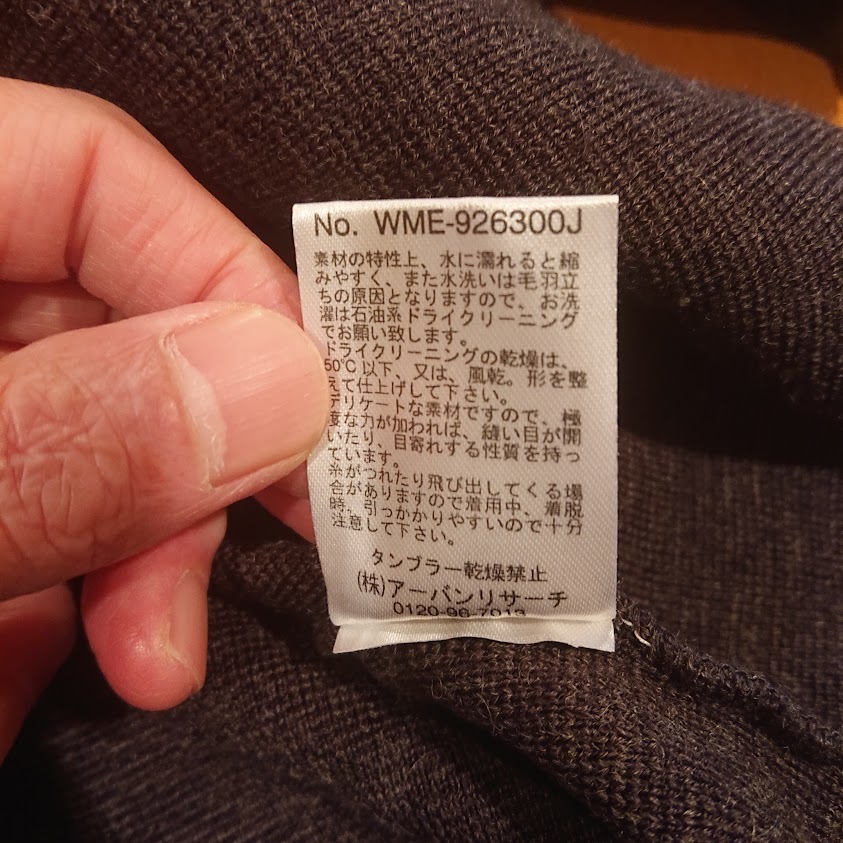 No. WME-926300J
素材の特性上、水に濡れると縮
みやすく、また水洗いは毛羽立
ちの原因となりますので、お洗
濯は石油系ドライクリーニング
でお願い致します。
ドライクリーニングの乾燥は、
50℃以下、又は、風乾。形を整
えて仕上げして下さい。
デリケートな素材ですので、極
度な力が加われば、縫い目が開
いたり、目寄れする性質を持っ
ています。
糸がつれたり飛び出してくる場
合がありますので着用中、着脱
時、引っかかりやすいので十分
注意して下さい。
タンブラー乾燥禁止
(株)アーバンリサーチ